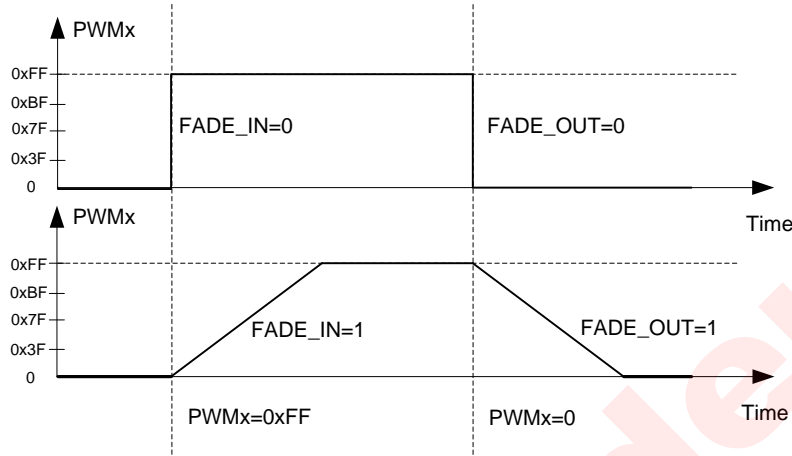 PWMx
0xFF
0xBF
0x7F
0x3F
0
FADE_IN=0
FADE_OUT=0
Time
PWMx
0xFF
0xBF
0x7F
0x3F
0
FADE_IN=1
FADE_OUT=1
Time
PWMx=0xFF
PWMx=0